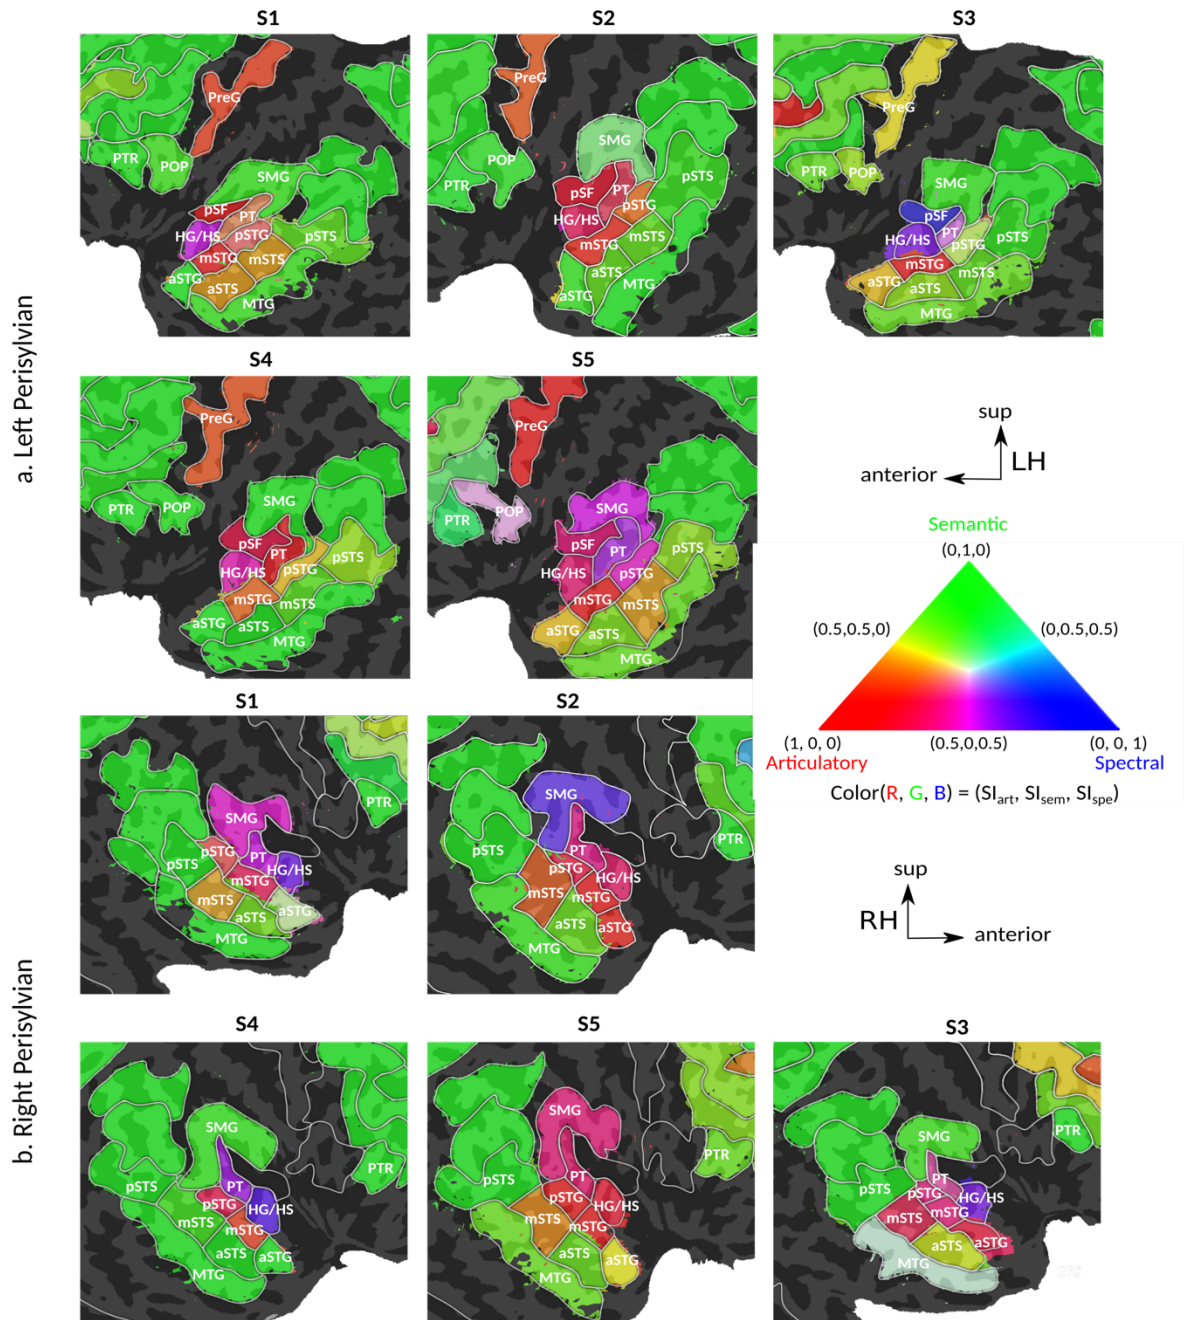 S1
S2
S3
a. Left Perisylvian
PreG
PTR
POP
SMG
pSF
PT
HG/HS
pSTG
pSTS
mSTG
mSTS
aSTG
aSTS
MTG
PreG
SMG
POP
PTR
pSF
PT
pSTS
pSTG
HG/HS
mSTG
mSTS
aSTS
aSTG
MTG
PreG
PTR
POP
SMG
pSF
HG/HS
PT
pSTG
pSTS
mSTG
mSTS
aSTG
aSTS
MTG
S4
S5
PreG
PTR
POP
SMG
pSF
PT
pSTS
HG/HS
pSTG
mSTG
mSTS
aSTG
aSTS
MTG
PreG
PTR
POP
SMG
pSF
PT
pSTS
HG/HS
pSTG
mSTG
mSTS
aSTG
aSTS
MTG
sup
anterior
LH
Semantic
(0,1,0)
(0.5,0.5,0)
(0,0.5,0.5)
(1, 0, 0)
(0.5,0,0.5)
(0, 0, 1)
Articulatory
Spectral
Color(R, G, B) = (SIart, SIsem, SIspe)
sup
RH
anterior
b. Right Perisylvian
S1
S2
PTR
SMG
pSTG
pSTS
PT
HG/HS
mSTG
mSTS
aSTS
aSTG
MTG
SMG
PTR
pSTS
PT
pSTG
HG/HS
mSTS
mSTG
aSTS
aSTG
MTG
S4
S5
S3
SMG
PTR
pSTS
PT
pSTG
HG/HS
mSTS
mSTG
aSTS
aSTG
MTG
SMG
PTR
pSTS
PT
pSTG
HG/HS
mSTS
mSTG
aSTS
aSTG
MTG
SMG
PTR
pSTS
PT
pSTG
HG/HS
mSTS
mSTG
aSTS
aSTG
MTG